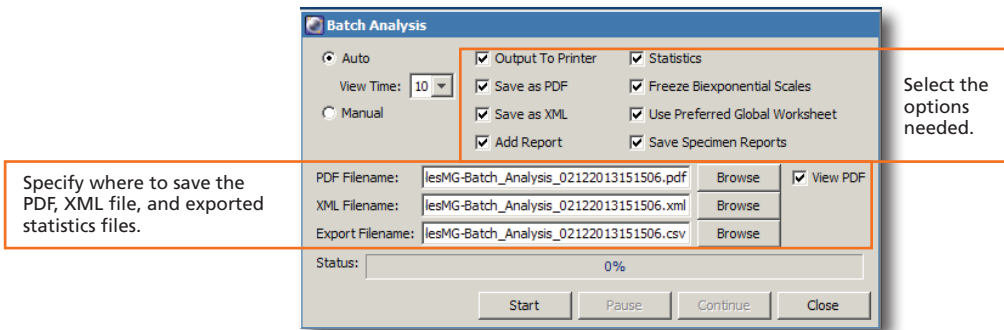 Batch Analysis
Auto
Output To Printer
Statistics
View Time: 10
Save as PDF
Freeze Biexponential Scales
Manual
Save as XML
Use Preferred Global Worksheet
Add Report
Save Specimen Reports
Select the
options
needed.
Specify where to save the
PDF, XML file, and exported
statistics files.
PDF Filename: lesMG-Batch_Analysis_02122013151506.pdf Browse View PDF
XML Filename: lesMG-Batch_Analysis_02122013151506.xml Browse
Export Filename: lesMG-Batch_Analysis_02122013151506.csv Browse
Status: 0%
Start Pause Continue Close